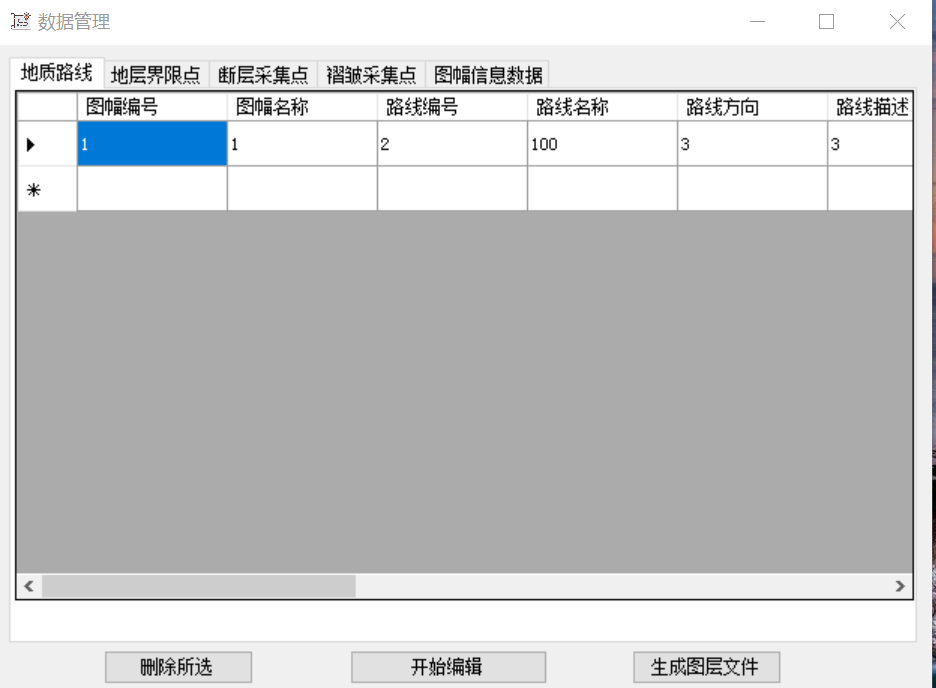 数据管理
地质路线 地层界限点 断层采集点 褶皱采集点 图幅信息数据
图幅编号 图幅名称 路线编号 路线名称 路线方向 路线描述
1 1 2 100 3 3
删除所选 开始编辑 生成图层文件